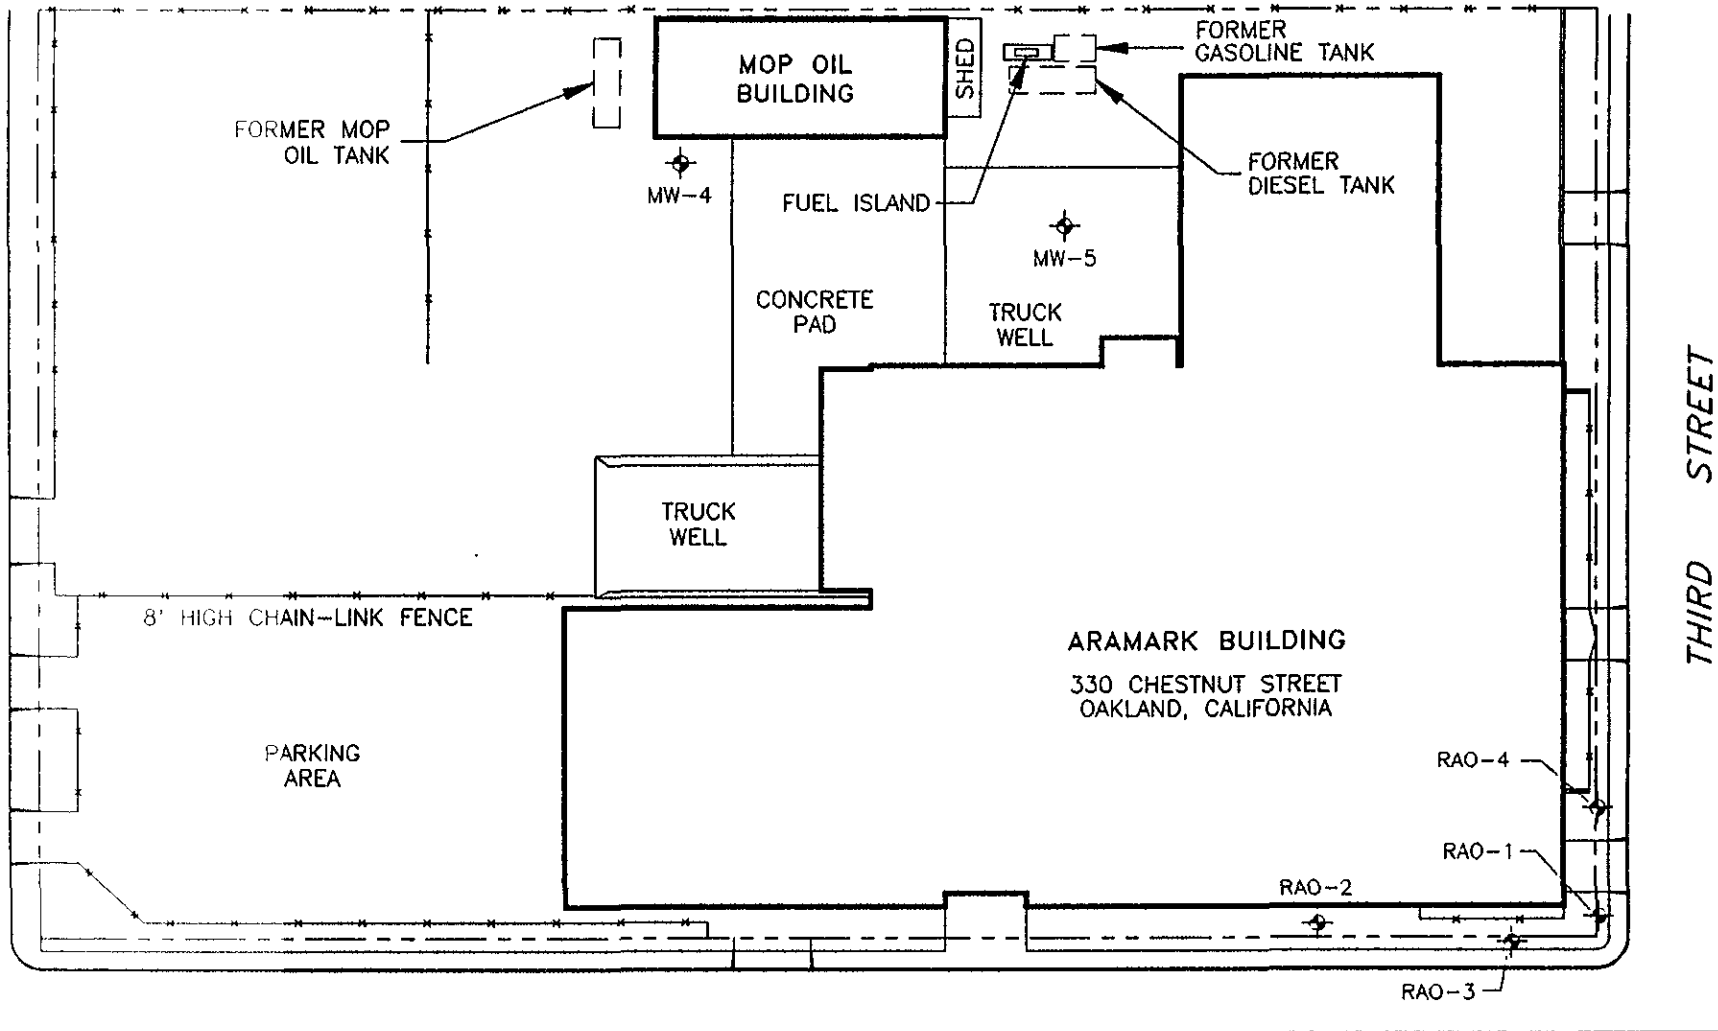 FORMER
GASOLINE TANK
MOP OIL
BUILDING
SHED
FORMER MOP
OIL TANK
FORMER
DIESEL TANK
MW-4
FUEL ISLAND
MW-5
CONCRETE
PAD
TRUCK
WELL
THIRD STREET
TRUCK
WELL
8' HIGH CHAIN-LINK FENCE
ARAMARK BUILDING
330 CHESTNUT STREET
OAKLAND, CALIFORNIA
PARKING
AREA
RAO-4
RAO-1
RAO-2
RAO-3